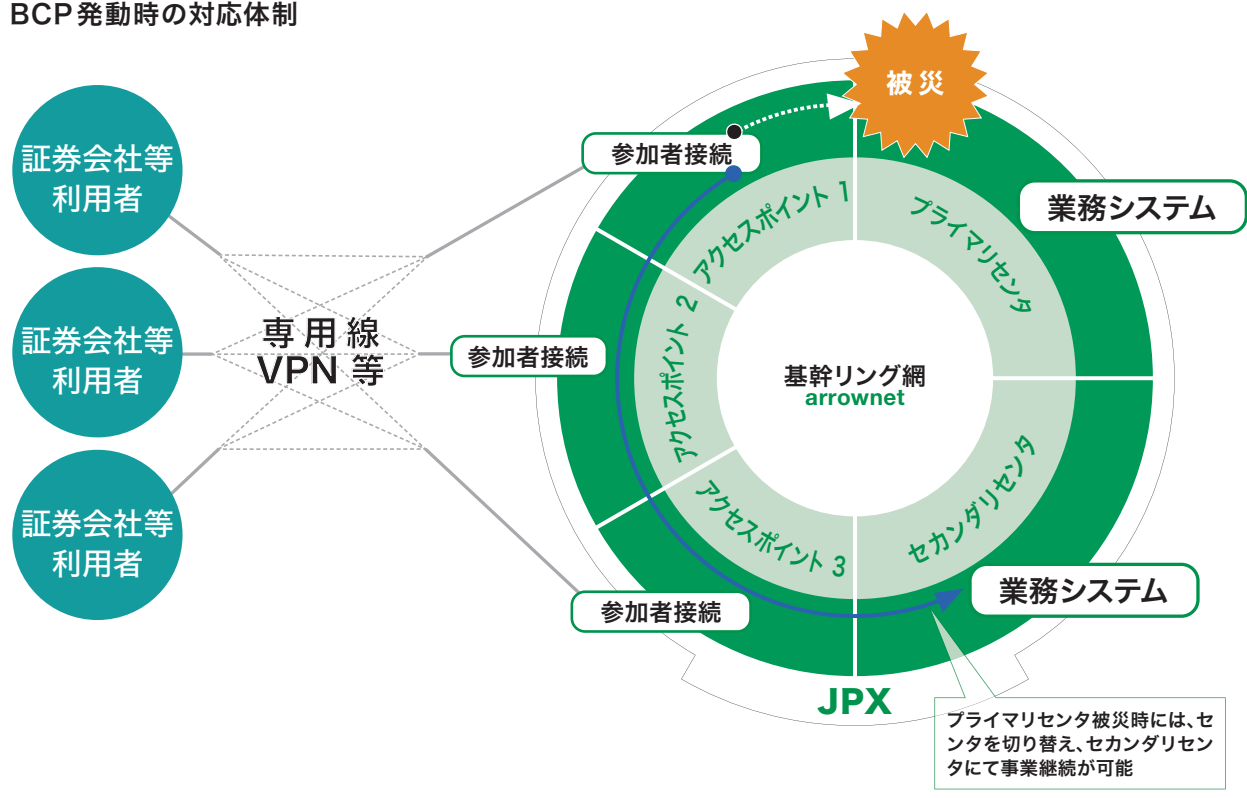 BCP発動時の対応体制
被災
証券会社等
利用者
参加者接続
業務システム
アクセスポイント 1
プライマリセンタ
専用線
VPN 等
証券会社等
利用者
参加者接続
アクセスポイント 2
基幹リング網
arrownet
証券会社等
利用者
アクセスポイント 3
セカンダリセンタ
参加者接続
業務システム
JPX
プライマリセンタ被災時には、セ
ンタを切り替え、セカンダリセン
タにて事業継続が可能